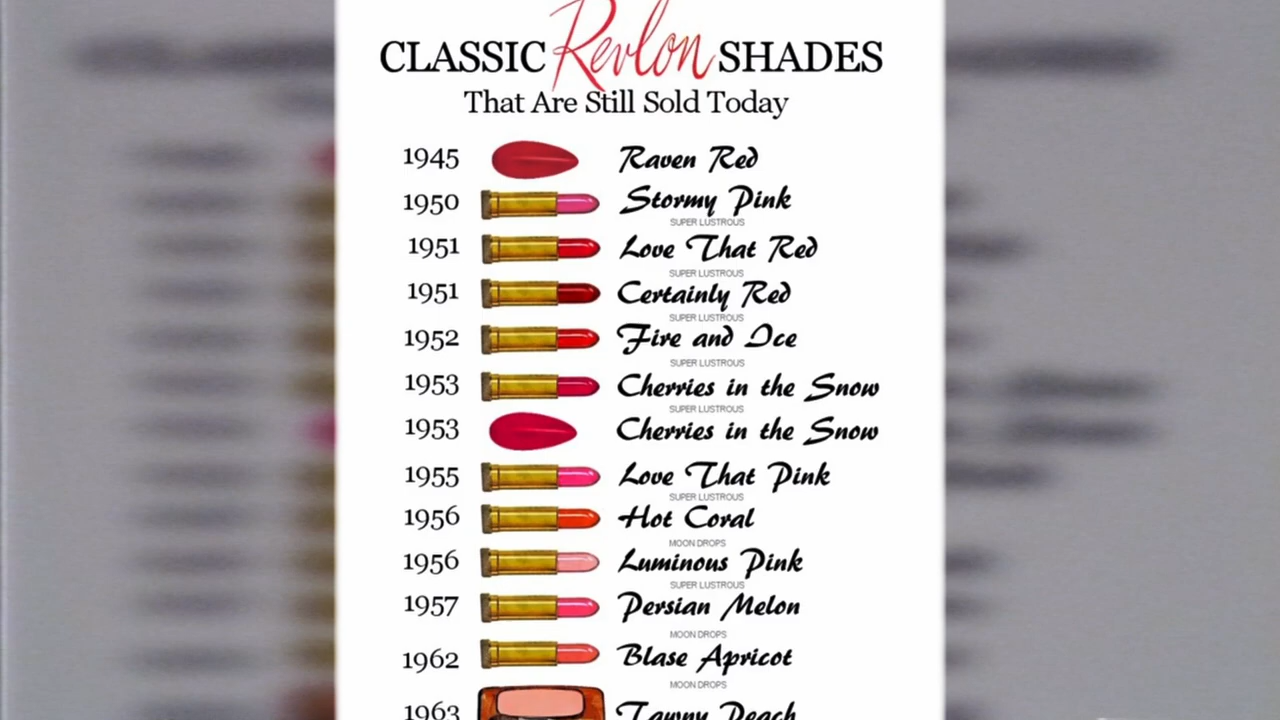 CLASSIC Revlon SHADES
That Are Still Sold Today
1945 Raven Red
1950 Stormy Pink
SUPER LUSTROUS
1951 Love That Red
SUPER LUSTROUS
1951 Certainly Red
SUPER LUSTROUS
1952 Fire and Ice
SUPER LUSTROUS
1953 Cherries in the Snow
SUPER LUSTROUS
1953 Cherries in the Snow
1955 Love That Pink
SUPER LUSTROUS
1956 Hot Coral
MOON DROPS
1956 Luminous Pink
SUPER LUSTROUS
1957 Persian Melon
MOON DROPS
1962 Blase Apricot
MOON DROPS
1963 Tawny Peach